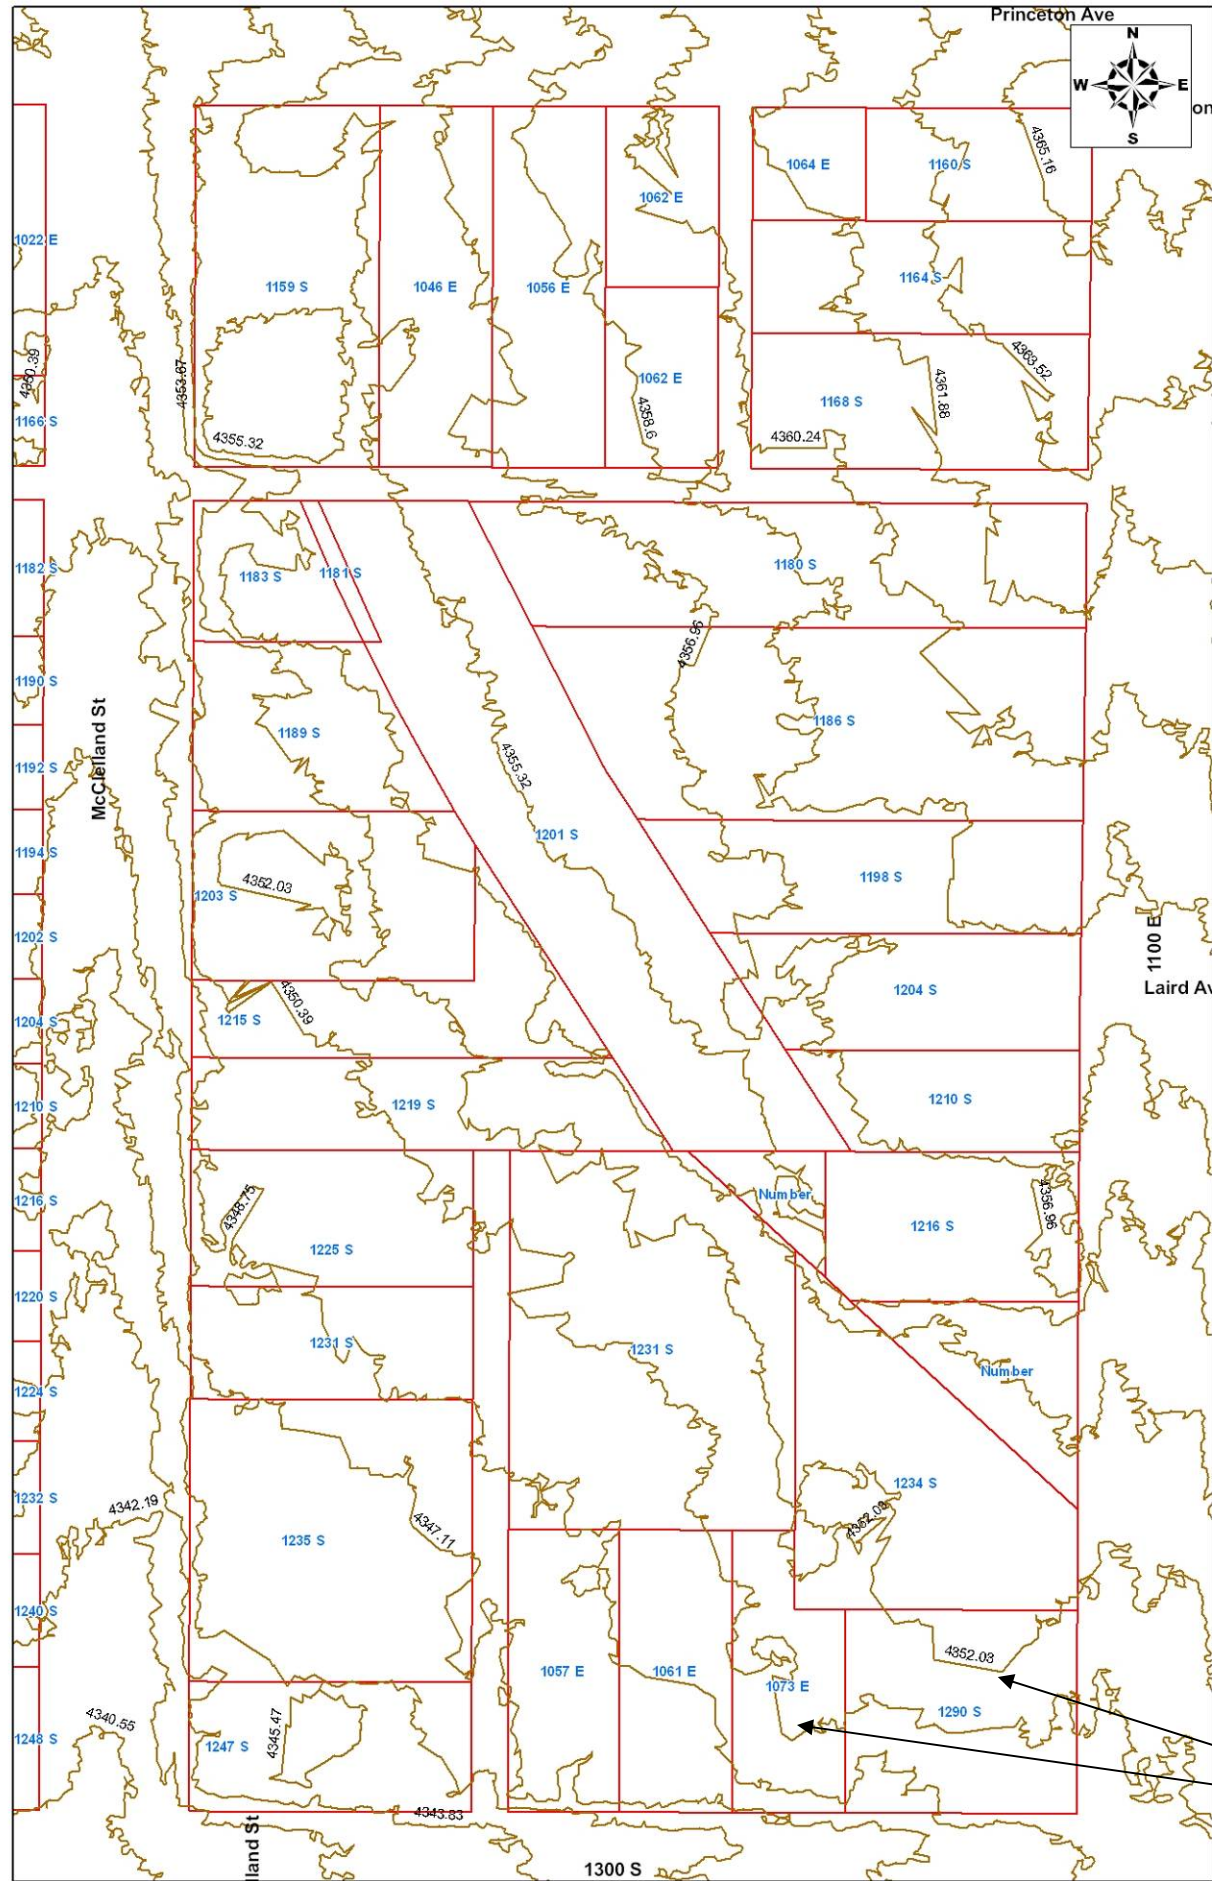 Princeton Ave
N
W E
S
on
4365.16
1064 E
1160 S
1062 E
1022 E
1159 S
1046 E
1056 E
1164 S
4350.39
4353.67
1062 E
4363.52
4361.88
1168 S
1166 S
4358.6
4355.32
4360.24
1182 S
1183 S
1181 S
1180 S
4356.96
1190 S
1189 S
1186 S
McClelland St
4355.32
1192 S
1201 S
1194 S
4352.03
1203 S
1198 S
1202 S
1100 E
Laird Av
1204 S
4350.39
1215 S
1204 S
1210 S
1219 S
1210 S
Number
4356.96
4348.75
1216 S
1225 S
1216 S
1220 S
1231 S
1231 S
Number
1224 S
1234 S
1232 S
4342.19
4352.03
4347.11
1235 S
1240 S
4352.03
1057 E
1061 E
1073 E
1290 S
4340.55
4345.47
1248 S
1247 S
4343.83
lland St
1300 S